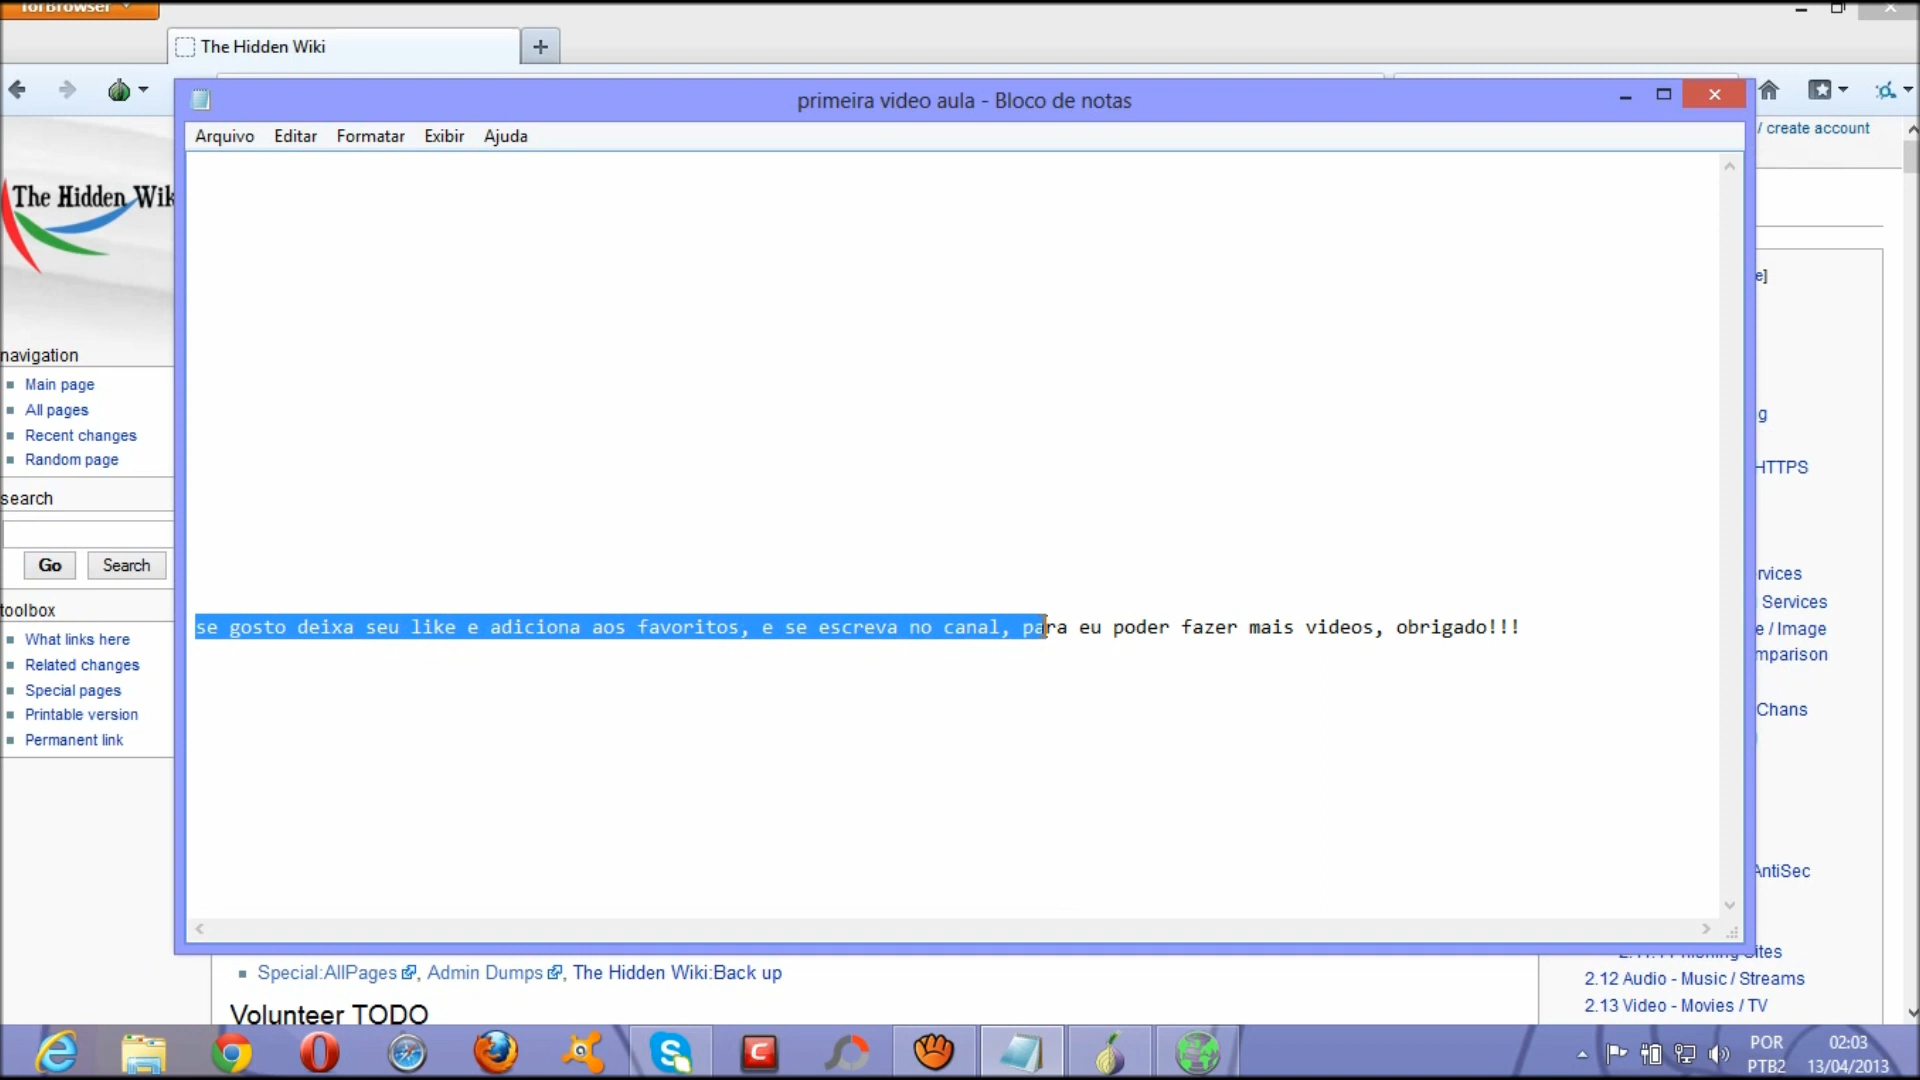 TorBrowser
The Hidden Wiki
primeira video aula - Bloco de notas
Arquivo Editar Formatar Exibir Ajuda
/ create account
The Hidden Wik
e]
navigation
Main page
All pages
Recent changes
Random page
g
HTTPS
search
Go Search
rvices
Services
e / Image
mparison
toolbox
What links here
Related changes
Special pages
Printable version
Permanent link
Chans
se gosto deixa seu like e adiciona aos favoritos, e se escreva no canal, para eu poder fazer mais videos, obrigado!!!
AntiSec
Sites
2.12 Audio - Music / Streams
2.13 Video - Movies / TV
Special:AllPages, Admin Dumps, The Hidden Wiki:Back up
Volunteer TODO
POR
PTB2
02:03
13/04/2013